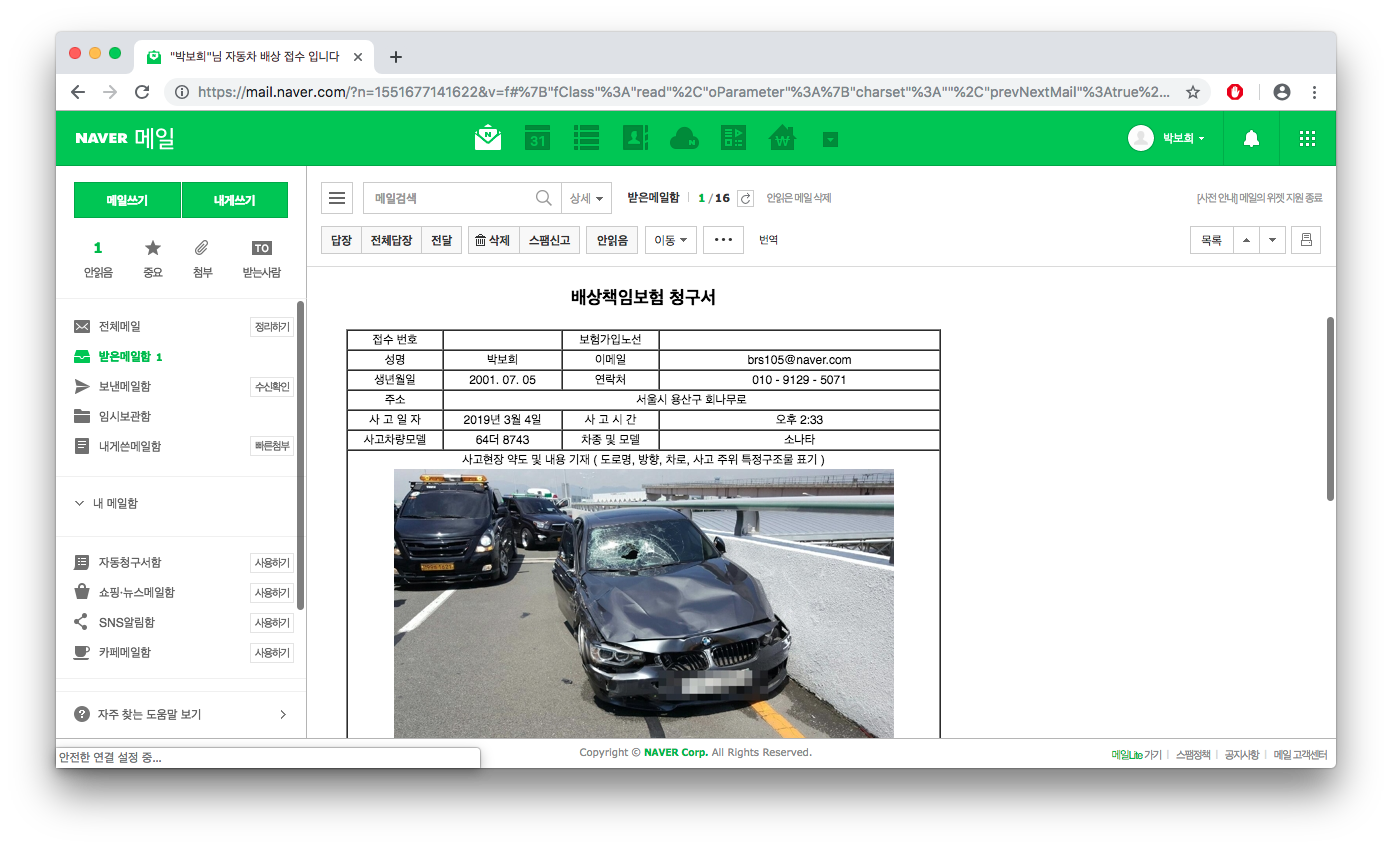 "박보희"님 자동차 배상 접수 입니다
https://mail.naver.com/?n=1551677141622&v=f#%7B"fClass"%3A"read"%2C"oParameter"%3A%7B"charset"%3A""%2C"prevNextMail"%3Atrue%2...
NAVER 메일
31
N
W
박보희
메일쓰기 내게쓰기
메일검색 상세 받은메일함 1 / 16 안읽은 메일 삭제 [사전 안내] 메일의 위젯 지원 종료
답장 전체답장 전달 삭제 스팸신고 안읽음 이동 ••• 번역 목록
1 TO
안읽음 중요 첨부 받는사람
전체메일 정리하기
받은메일함 1
보낸메일함 수신확인
임시보관함
내게쓴메일함 빠른첨부
내 메일함
자동청구서함 사용하기
쇼핑·뉴스메일함 사용하기
SNS알림함 사용하기
카페메일함 사용하기
? 자주 찾는 도움말 보기
배상책임보험 청구서
접수 번호 보험가입노선
성명 박보희 이메일 brs105@naver.com
생년월일 2001. 07. 05 연락처 010 - 9129 - 5071
주소 서울시 용산구 회나무로
사 고 일 자 2019년 3월 4일 사 고 시 간 오후 2:33
사고차량모델 64더 8743 차종 및 모델 소나타
사고현장 약도 및 내용 기재 ( 도로명, 방향, 차로, 사고 주위 특정구조물 표기 )
안전한 연결 설정 중...
Copyright © NAVER Corp. All Rights Reserved.
메일Lite 가기 | 스팸정책 | 공지사항 | 메일 고객센터